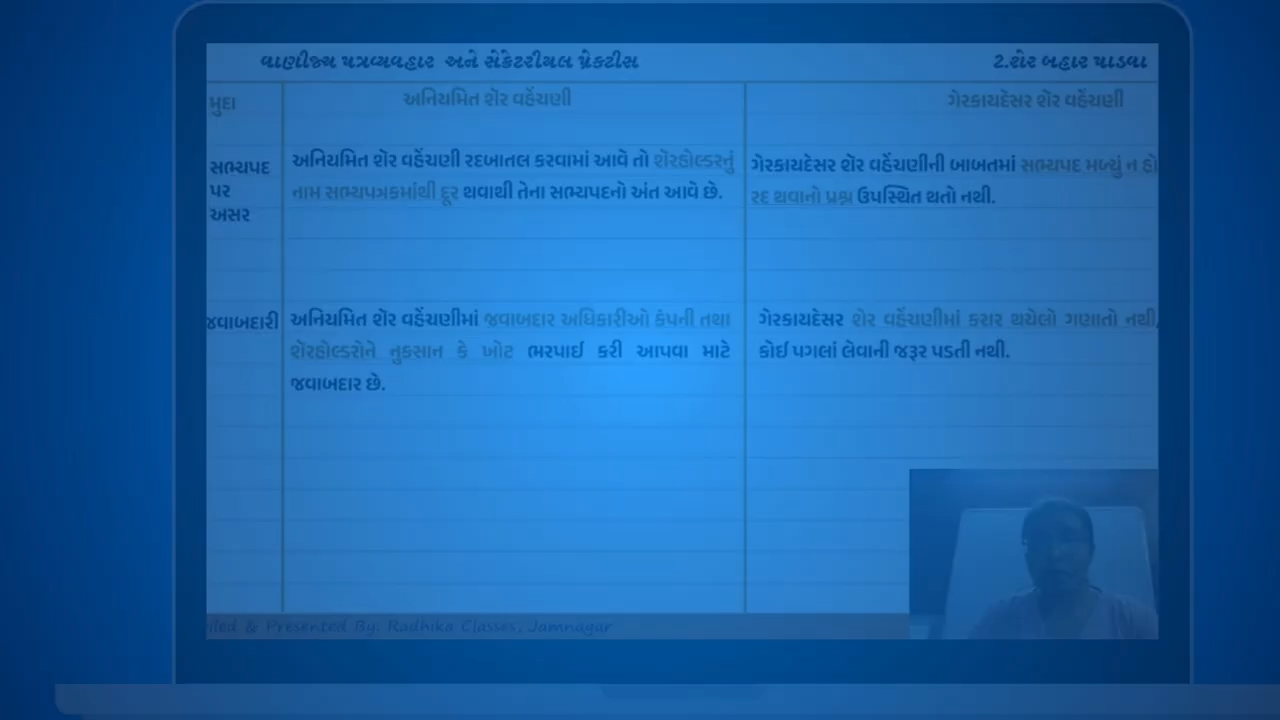 વાણીજ્ય પત્રવ્યવહાર અને સેક્રેટરીયલ પ્રેક્ટીસ 2.શેર બહાર પાડવા
મુદા અનિયમિત શૅર વહેંચણી ગેરકાયદેસર શૅર વહેંચણી
સભ્યપદ પર અસર
અનિયમિત શૅર વહેંચણી રદબાતલ કરવામાં આવે તો શૅરહોલ્ડરનું
નામ સભ્યપત્રકમાંથી દૂર થવાથી તેના સભ્યપદનો અંત આવે છે.
ગેરકાયદેસર શૅર વહેંચણીની બાબતમાં સભ્યપદ મળ્યું ન હો
રદ થવાનો પ્રશ્ન ઉપસ્થિત થતો નથી.
જવાબદારી
અનિયમિત શૅર વહેંચણીમાં જવાબદાર અધિકારીઓ કંપની તથા
શૅરહોલ્ડરોને નુકસાન કે ખોટ ભરપાઈ કરી આપવા માટે
જવાબદાર છે.
ગેરકાયદેસર શેર વહેંચણીમાં કરાર થયેલો ગણાતો નથી,
કોઈ પગલાં લેવાની જરૂર પડતી નથી.
iled & Presented By: Radhika Classes, Jamnagar